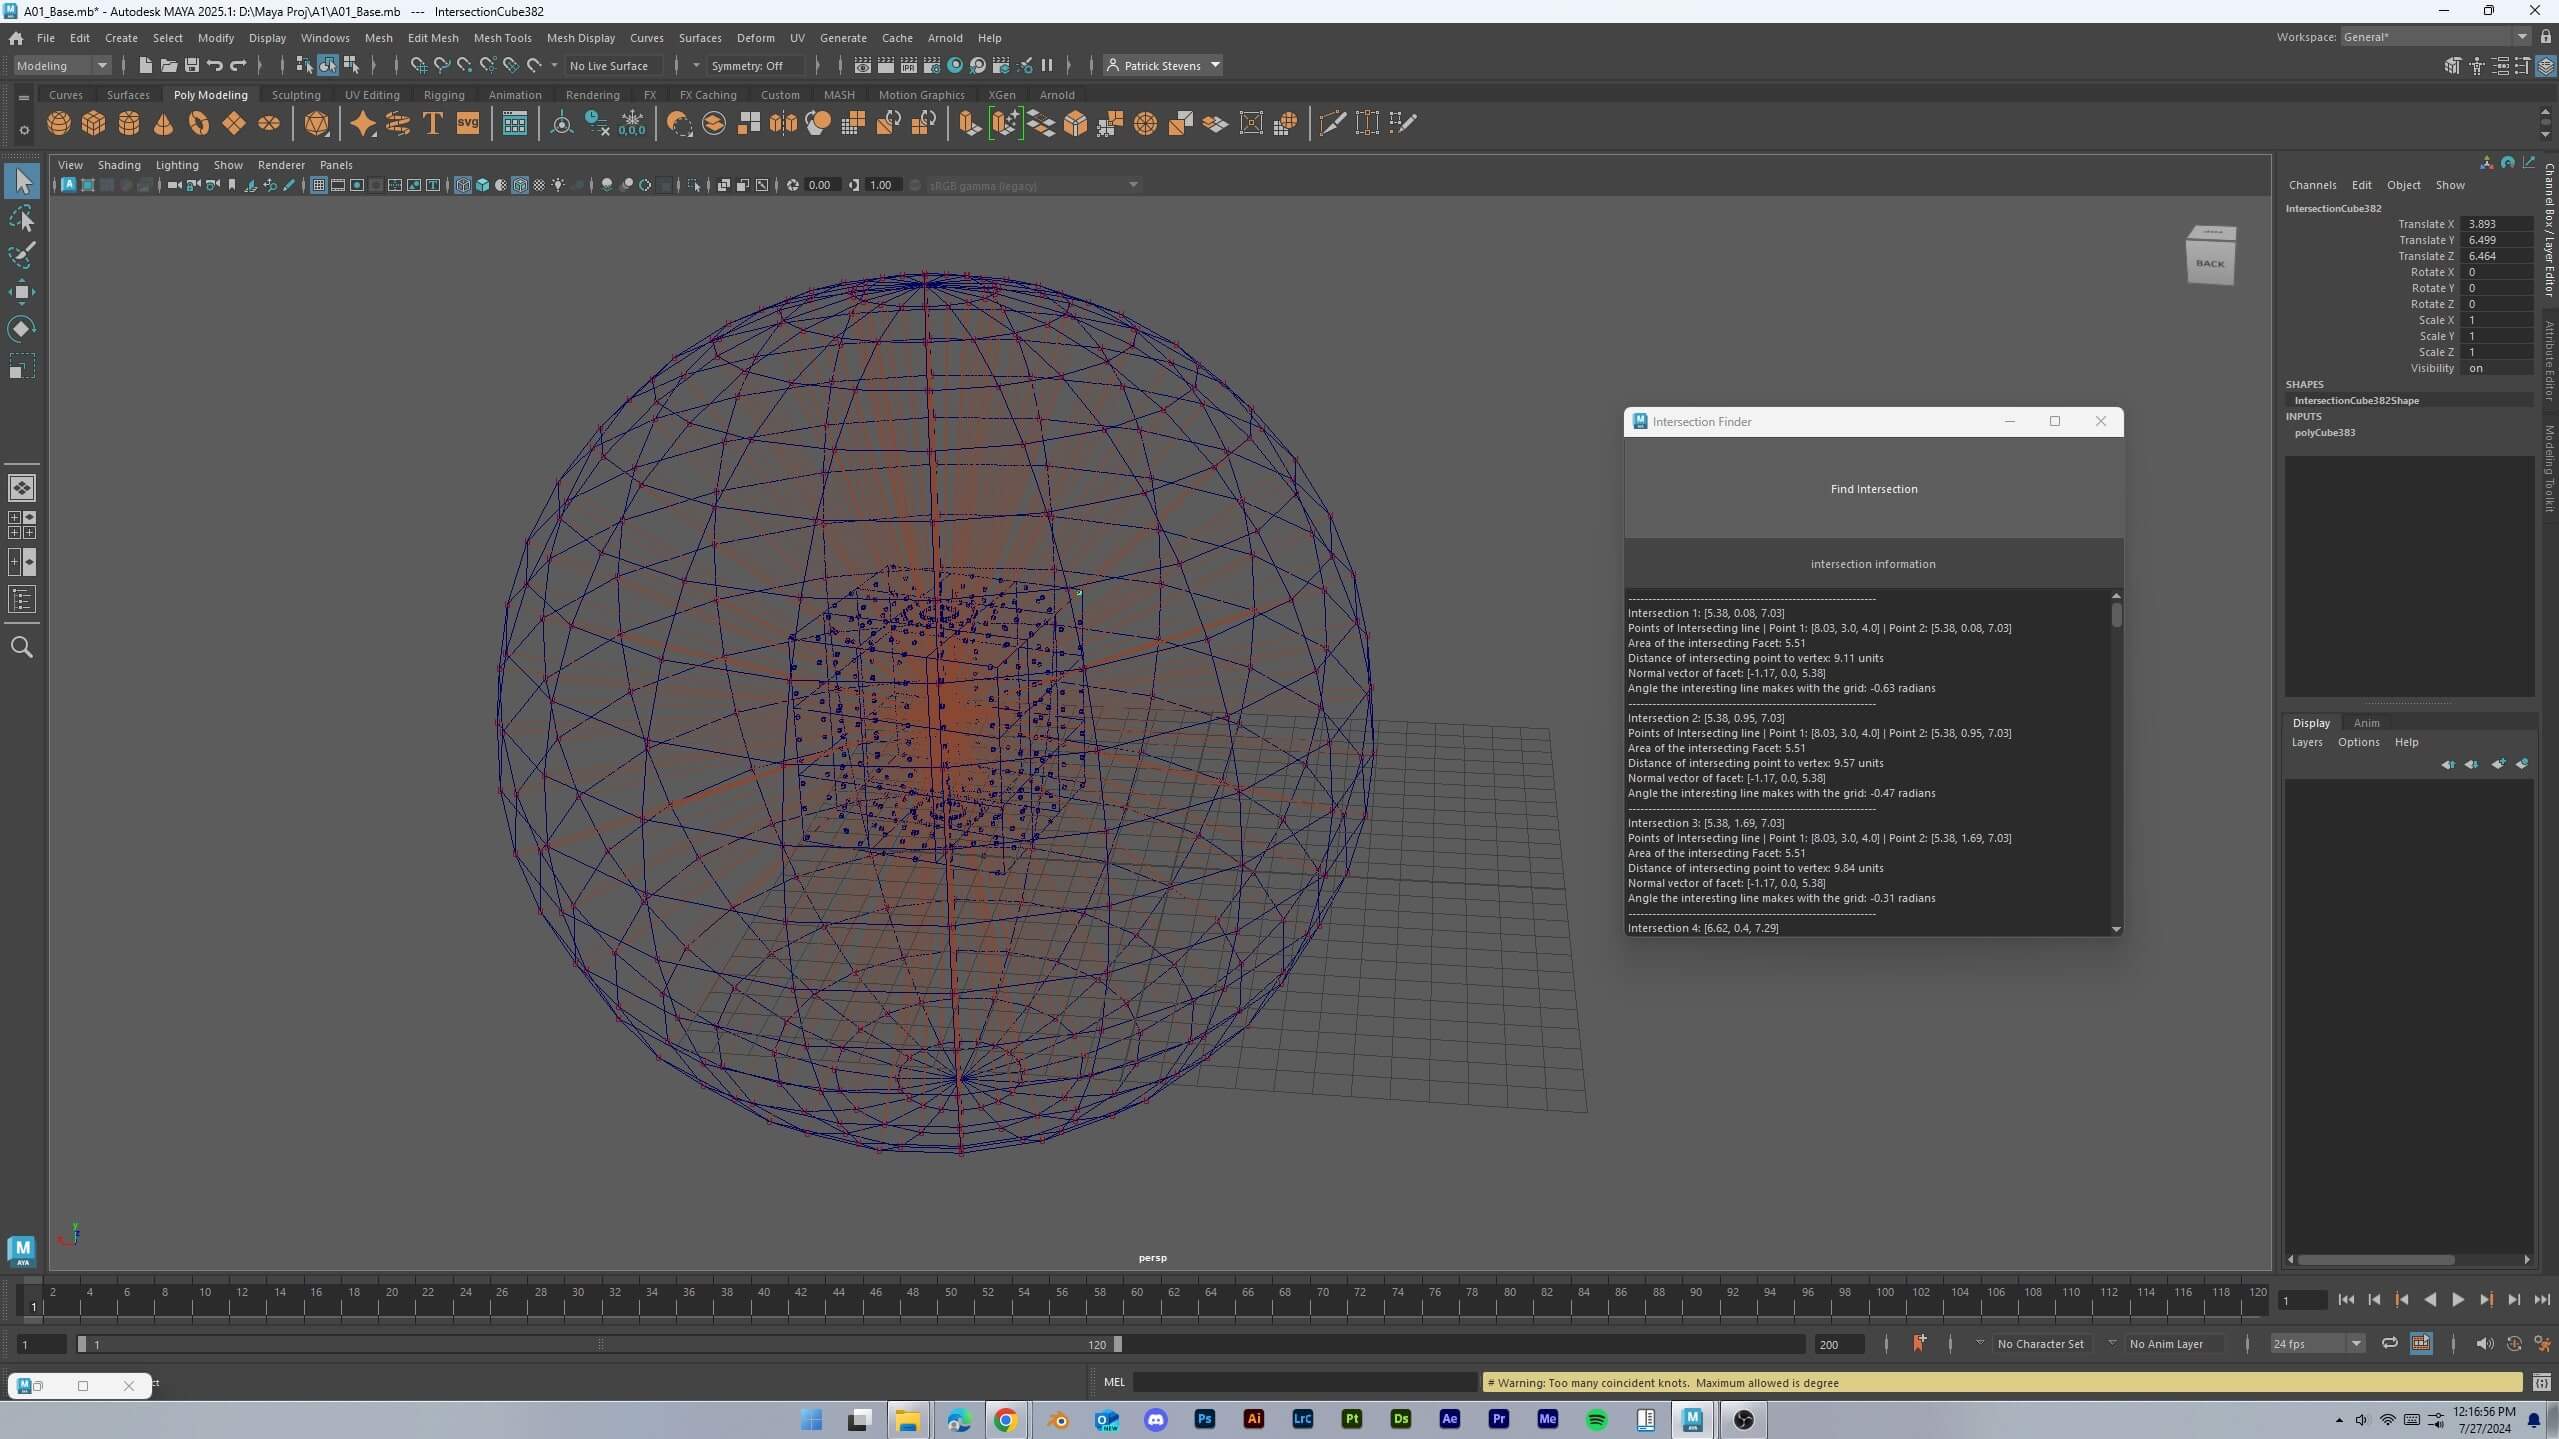 A01_Base.mb* - Autodesk MAYA 2025.1: D:\Maya Proj\A1\A01_Base.mb --- IntersectionCube382
File Edit Create Select Modify Display Windows Mesh Edit Mesh Mesh Tools Mesh Display Curves Surfaces Deform UV Generate Cache Arnold Help
Workspace: General*
Modeling No Live Surface Symmetry: Off Patrick Stevens
Curves Surfaces Poly Modeling Sculpting UV Editing Rigging Animation Rendering FX FX Caching Custom MASH Motion Graphics XGen Arnold
T SVG 0,0,0
View Shading Lighting Show Renderer Panels
0.00 1.00 sRGB gamma (legacy)
BACK
persp
Intersection Finder
Find Intersection
intersection information
Intersection 1: [5.38, 0.08, 7.03]
Points of Intersecting line | Point 1: [8.03, 3.0, 4.0] | Point 2: [5.38, 0.08, 7.03]
Area of the intersecting Facet: 5.51
Distance of intersecting point to vertex: 9.11 units
Normal vector of facet: [-1.17, 0.0, 5.38]
Angle the interesting line makes with the grid: -0.63 radians
Intersection 2: [5.38, 0.95, 7.03]
Points of Intersecting line | Point 1: [8.03, 3.0, 4.0] | Point 2: [5.38, 0.95, 7.03]
Area of the intersecting Facet: 5.51
Distance of intersecting point to vertex: 9.57 units
Normal vector of facet: [-1.17, 0.0, 5.38]
Angle the interesting line makes with the grid: -0.47 radians
Intersection 3: [5.38, 1.69, 7.03]
Points of Intersecting line | Point 1: [8.03, 3.0, 4.0] | Point 2: [5.38, 1.69, 7.03]
Area of the intersecting Facet: 5.51
Distance of intersecting point to vertex: 9.84 units
Normal vector of facet: [-1.17, 0.0, 5.38]
Angle the interesting line makes with the grid: -0.31 radians
Intersection 4: [6.62, 0.4, 7.29]
Channels Edit Object Show
IntersectionCube382
Translate X 3.893
Translate Y 6.499
Translate Z 6.464
Rotate X 0
Rotate Y 0
Rotate Z 0
Scale X 1
Scale Y 1
Scale Z 1
Visibility on
SHAPES
IntersectionCube382Shape
INPUTS
polyCube383
Display Anim
Layers Options Help
Channel Box / Layer Editor
Attribute Editor
Modeling Toolkit
2 4 6 8 10 12 14 16 18 20 22 24 26 28 30 32 34 36 38 40 42 44 46 48 50 52 54 56 58 60 62 64 66 68 70 72 74 76 78 80 82 84 86 88 90 92 94 96 98 100 102 104 106 108 110 112 114 116 118 120
1 1
1 1 120 200 No Character Set No Anim Layer 24 fps
MEL # Warning: Too many coincident knots. Maximum allowed is degree
Ps Ai LrC Pt Ds Ae Pr Me
12:16:56 PM
7/27/2024